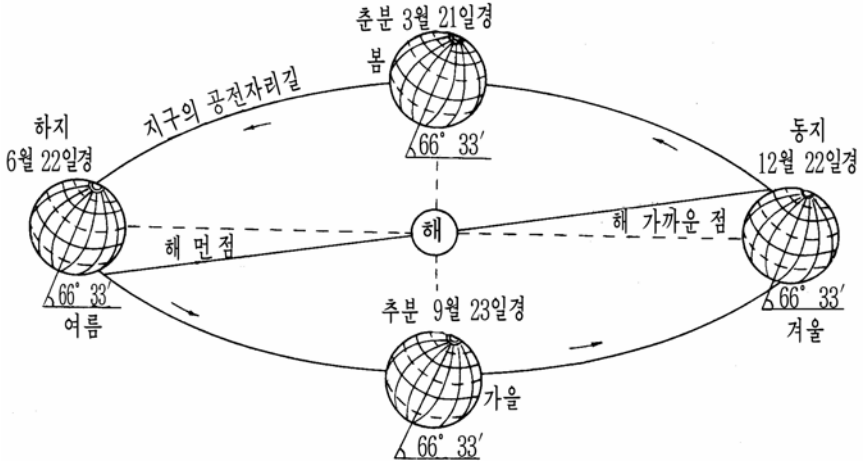 춘분 3월 21일경
봄
지구의 공전자리길
하지
6월 22일경
동지
12월 22일경
66° 33′
해
해 먼 점
해 가까운 점
66° 33′
여름
추분 9월 23일경
66° 33′
겨울
가을
66° 33′